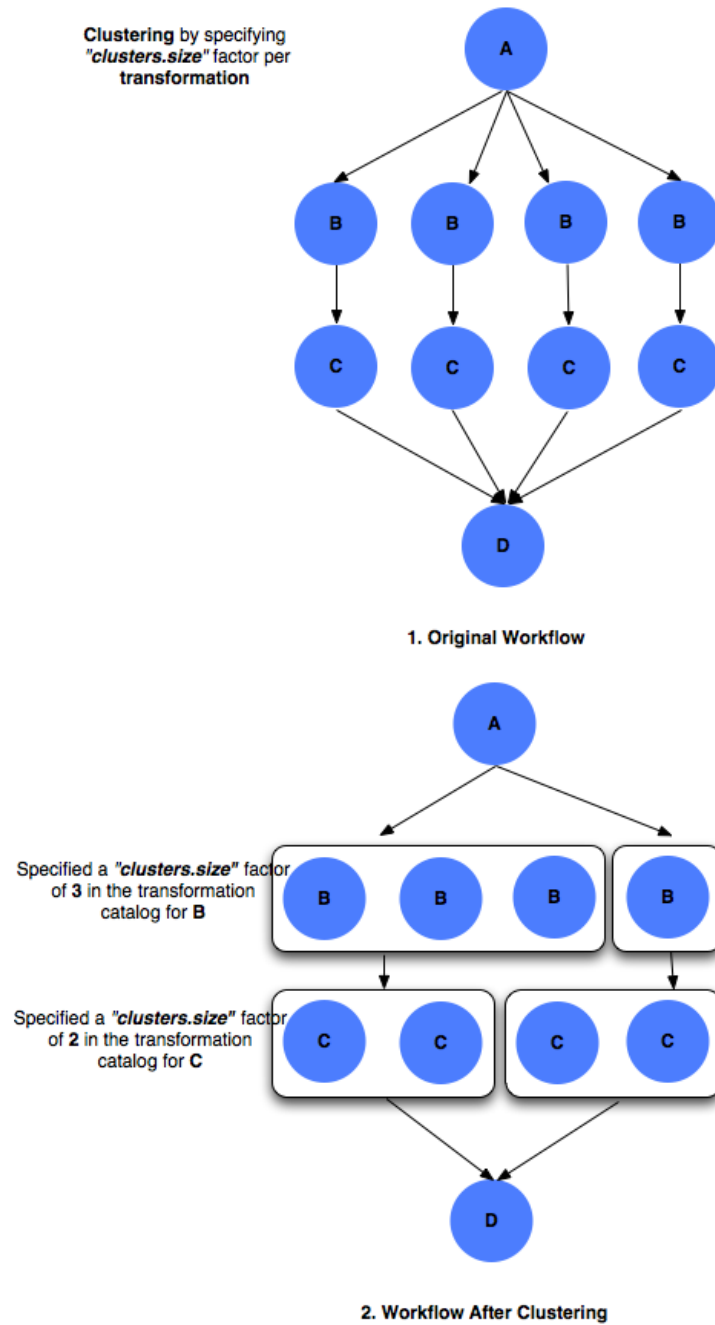 Clustering by specifying
"clusters.size" factor per
transformation
A
B
B
B
B
C
C
C
C
D
1. Original Workflow
A
Specified a "clusters.size" factor
of 3 in the transformation
catalog for B
B
B
B
B
Specified a "clusters.size" factor
of 2 in the transformation
catalog for C
C
C
C
C
D
2. Workflow After Clustering